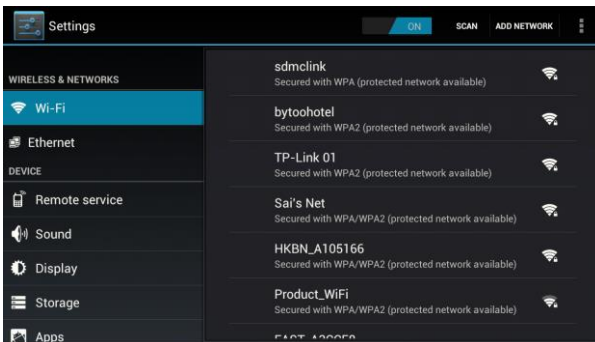 Settings
ON
SCAN
ADD NETWORK
WIRELESS & NETWORKS
Wi-Fi
Ethernet
DEVICE
Remote service
Sound
Display
Storage
Apps
sdmclink
Secured with WPA (protected network available)
bytoohotel
Secured with WPA2 (protected network available)
TP-Link 01
Secured with WPA2 (protected network available)
Sai's Net
Secured with WPA/WPA2 (protected network available)
HKBN_A105166
Secured with WPA/WPA2 (protected network available)
Product_WiFi
Secured with WPA/WPA2 (protected network available)